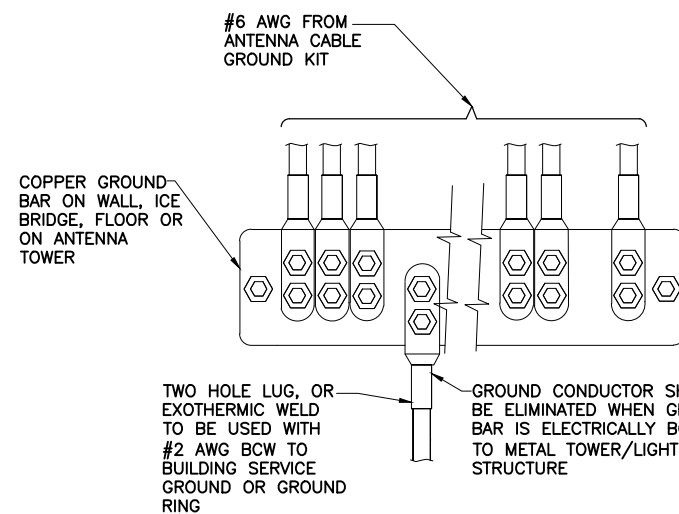 #6 AWG FROM
ANTENNA CABLE
GROUND KIT
COPPER GROUND
BAR ON WALL, ICE
BRIDGE, FLOOR OR
ON ANTENNA
TOWER
TWO HOLE LUG, OR
EXOTHERMIC WELD
TO BE USED WITH
#2 AWG BCW TO
BUILDING SERVICE
GROUND OR GROUND
RING
GROUND CONDUCTOR
BE ELIMINATED WHEN
BAR IS ELECTRICALLY
TO METAL TOWER/LIGHT
STRUCTURE